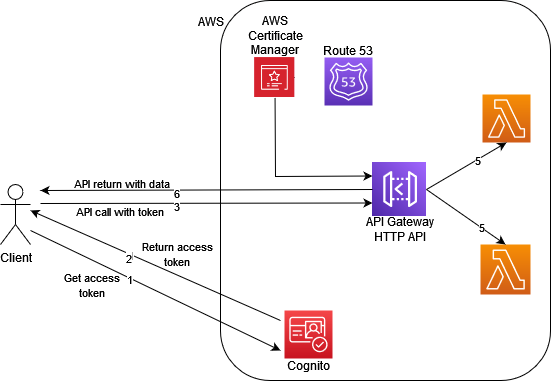 AWS
AWS
Certificate
Manager
Route 53
53
5
API return with data
6
API call with token
3
API Gateway
HTTP API
5
Client
Return access
token
2
Get access
token
1
Cognito